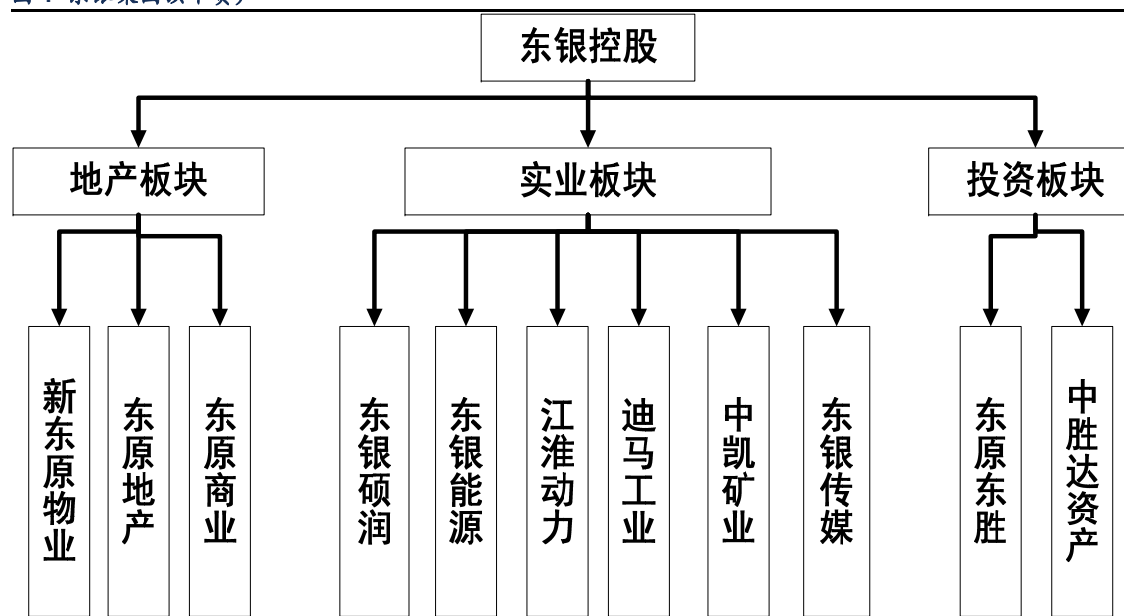 东银控股
地产板块
实业板块
投资板块
新东原物业
东原地产
东原商业
东银硕润
东银能源
江淮动力
迪马工业
中凯矿业
东银传媒
东原东胜
中胜达资产